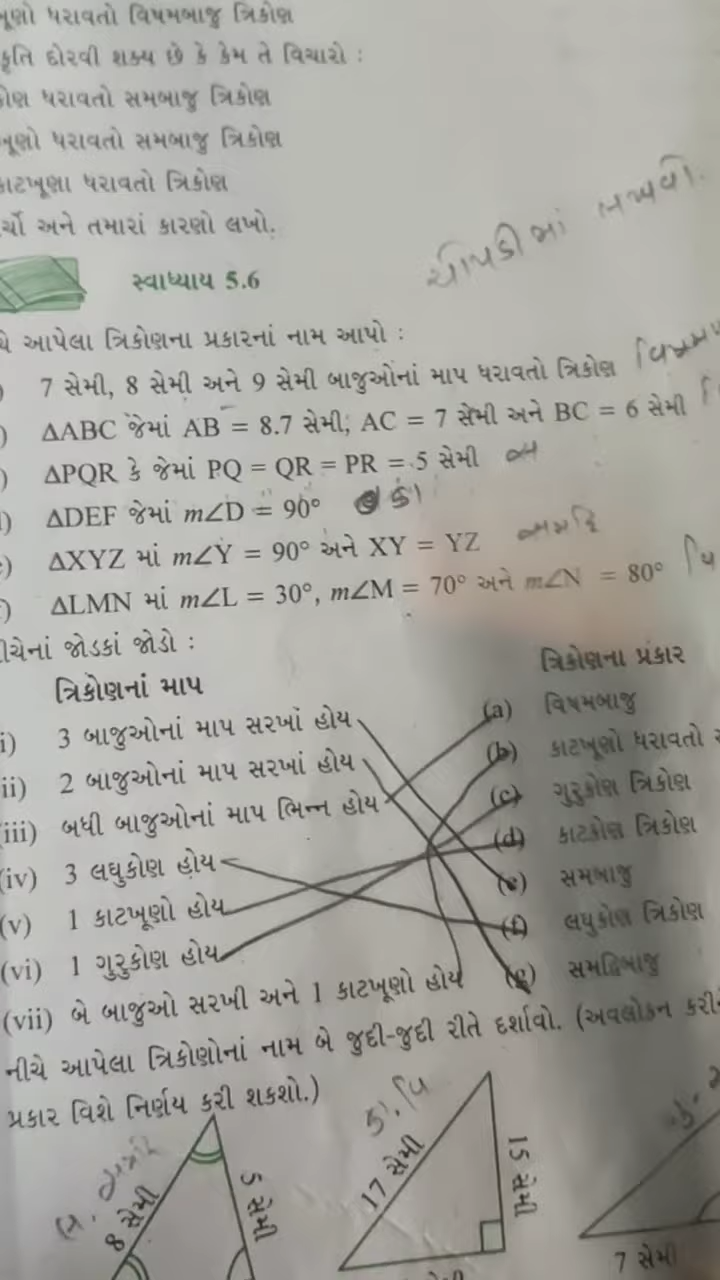 ખૂણો ધરાવતો વિષમબાજુ ત્રિકોણ
કૃતિ દોરવી શક્ય છે કે કેમ તે વિચારો :
કોણ ધરાવતો સમબાજુ ત્રિકોણ
ખૂણો ધરાવતો સમબાજુ ત્રિકોણ
કાટખૂણા ધરાવતો ત્રિકોણ
અને તમારાં કારણો લખો.
ચોપડીમાં લખવો.
સ્વાધ્યાય 5.6
આપેલા ત્રિકોણના પ્રકારનાં નામ આપો :
7 સેમી, 8 સેમી અને 9 સેમી બાજુઓનાં માપ ધરાવતો ત્રિકોણ
ΔABC જેમાં AB = 8.7 સેમી, AC = 7 સેમી અને BC = 6 સેમી
ΔPQR કે જેમાં PQ = QR = PR = 5 સેમી સ
ΔDEF જેમાં m∠D = 90° કા
ΔXYZ માં m∠Y = 90° અને XY = YZ સમદ્વિ
ΔLMN માં m∠L = 30°, m∠M = 70° અને m∠N = 80° વિ
નીચેનાં જોડકાં જોડો :
ત્રિકોણનાં માપ ત્રિકોણના પ્રકાર
i) 3 બાજુઓનાં માપ સરખાં હોય (a) વિષમબાજુ
ii) 2 બાજુઓનાં માપ સરખાં હોય (b) કાટખૂણો ધરાવતો સ
iii) બધી બાજુઓનાં માપ ભિન્ન હોય (c) ગુરુકોણ ત્રિકોણ
(iv) 3 લઘુકોણ હોય (d) કાટકોણ ત્રિકોણ
(v) 1 કાટખૂણો હોય (e) સમબાજુ
(vi) 1 ગુરુકોણ હોય (f) લઘુકોણ ત્રિકોણ
(vii) બે બાજુઓ સરખી અને 1 કાટખૂણો હોય (g) સમદ્વિબાજુ
નીચે આપેલા ત્રિકોણોનાં નામ બે જુદી-જુદી રીતે દર્શાવો. (અવલોકન કરીને
પ્રકાર વિશે નિર્ણય કરી શકશો.)
8 સેમી
5 સેમી
કા. વિ
17 સેમી
15 સેમી
7 સેમી